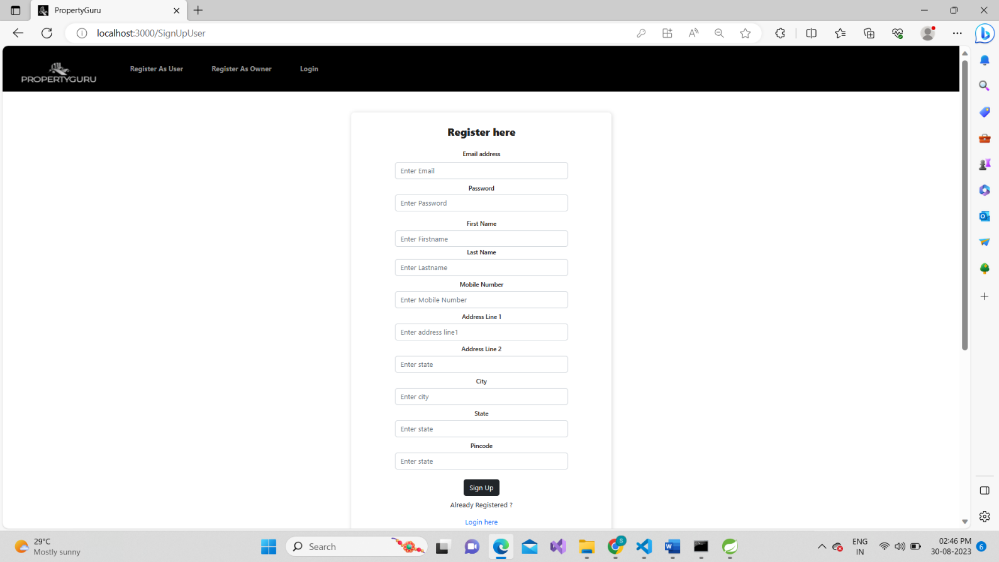 PropertyGuru
localhost:3000/SignUpUser
PROPERTYGURU
Register As User
Register As Owner
Login
Register here
Email address
Enter Email
Password
Enter Password
First Name
Enter Firstname
Last Name
Enter Lastname
Mobile Number
Enter Mobile Number
Address Line 1
Enter address line1
Address Line 2
Enter state
City
Enter city
State
Enter state
Pincode
Enter state
Sign Up
Already Registered ?
Login here
29°C
Mostly sunny
Search
S
ENG
IN
02:46 PM
30-08-2023
6